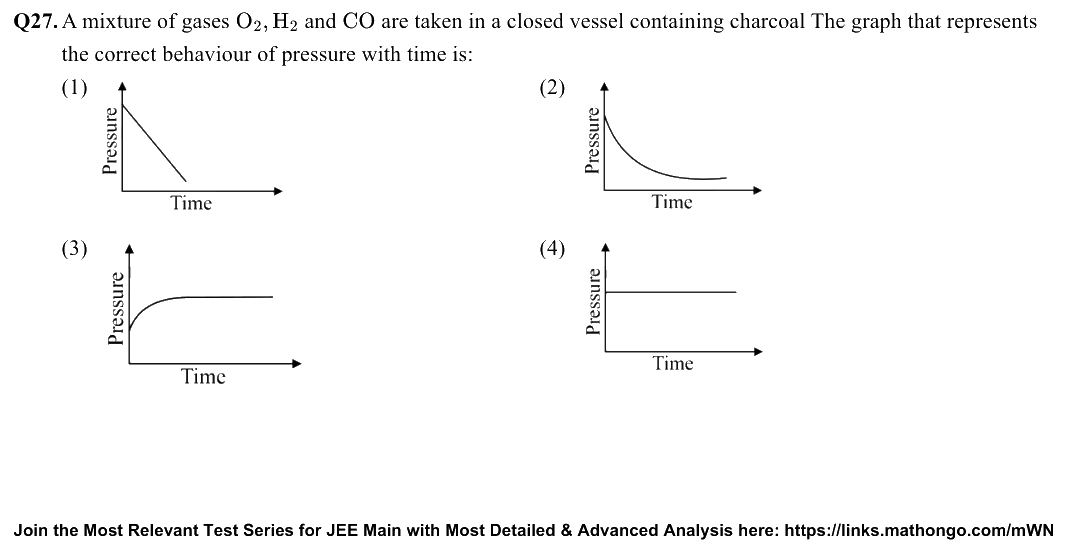 Q27. A mixture of gases O₂, H₂ and CO are taken in a closed vessel containing charcoal The graph that represents
the correct behaviour of pressure with time is:
(1) (2)
Pressure Pressure
Time Time
(3) (4)
Pressure Pressure
Time Time
Join the Most Relevant Test Series for JEE Main with Most Detailed & Advanced Analysis here: https://links.mathongo.com/mWN